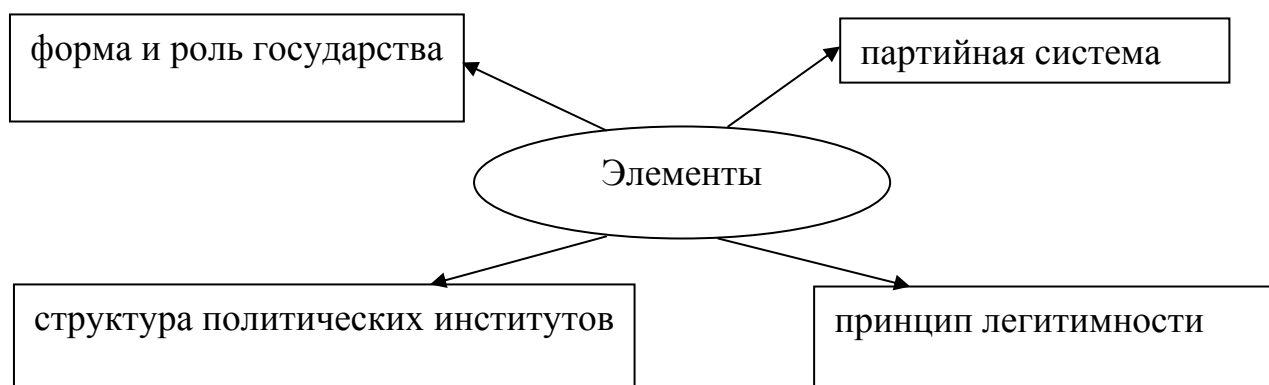 форма и роль государства
партийная система
Элементы
структура политических институтов
принцип легитимности